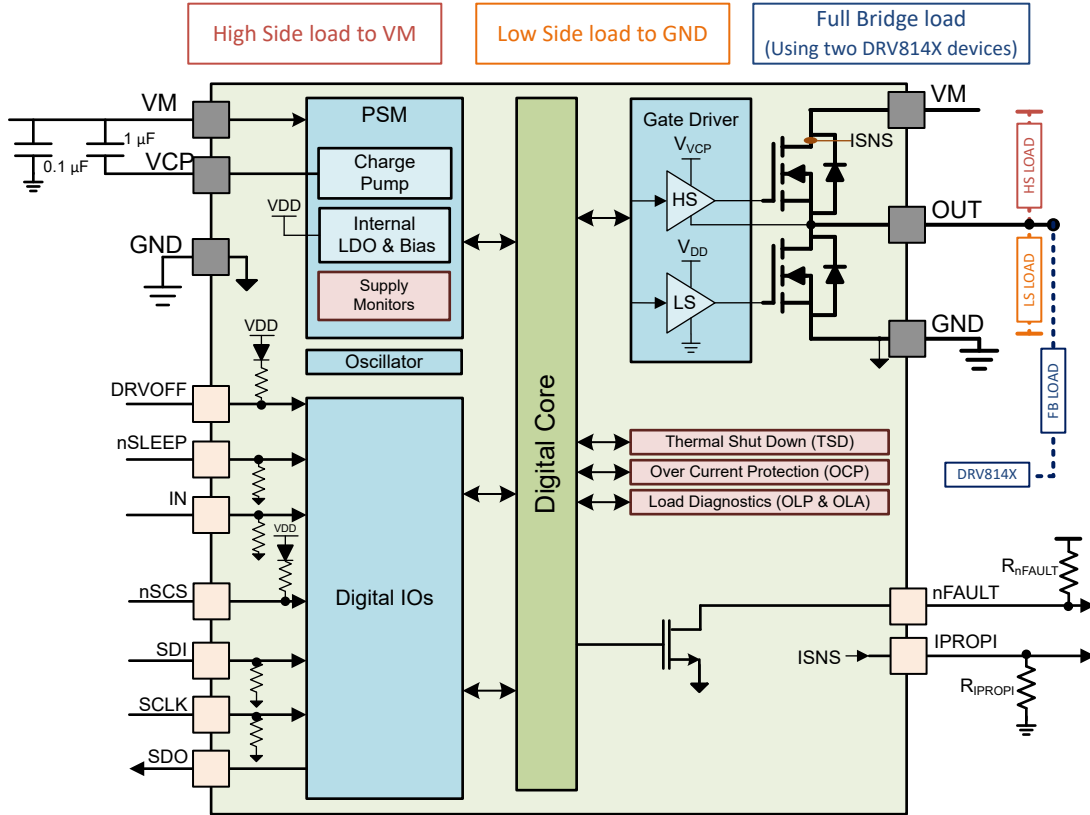 High Side load to VM
Low Side load to GND
Full Bridge load
(Using two DRV814X devices)
VM
1 µF
0.1 µF
VCP
GND
PSM
Charge
Pump
VDD
Internal
LDO & Bias
Supply
Monitors
Oscillator
Digital Core
Gate Driver
VVCP
HS
VDD
LS
ISNS
VM
OUT
GND
HS LOAD
LS LOAD
FB LOAD
DRV814X
VDD
DRVOFF
nSLEEP
IN
VDD
nSCS
SDI
SCLK
SDO
Digital IOs
Thermal Shut Down (TSD)
Over Current Protection (OCP)
Load Diagnostics (OLP & OLA)
RnFAULT
nFAULT
ISNS
IPROPI
RIPROPI